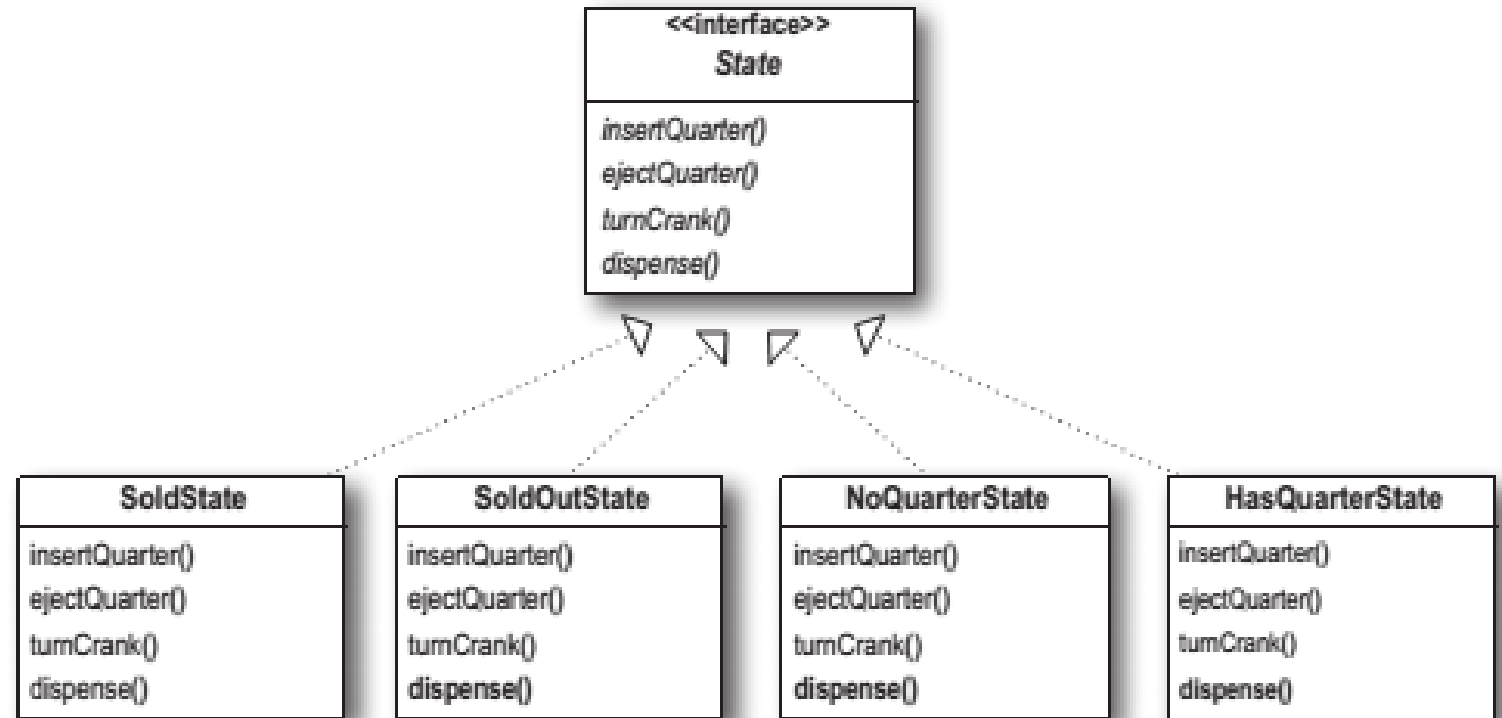 <<interface>>
State
insertQuarter()
ejectQuarter()
turnCrank()
dispense()
SoldState
insertQuarter()
ejectQuarter()
turnCrank()
dispense()
SoldOutState
insertQuarter()
ejectQuarter()
turnCrank()
dispense()
NoQuarterState
insertQuarter()
ejectQuarter()
turnCrank()
dispense()
HasQuarterState
insertQuarter()
ejectQuarter()
turnCrank()
dispense()